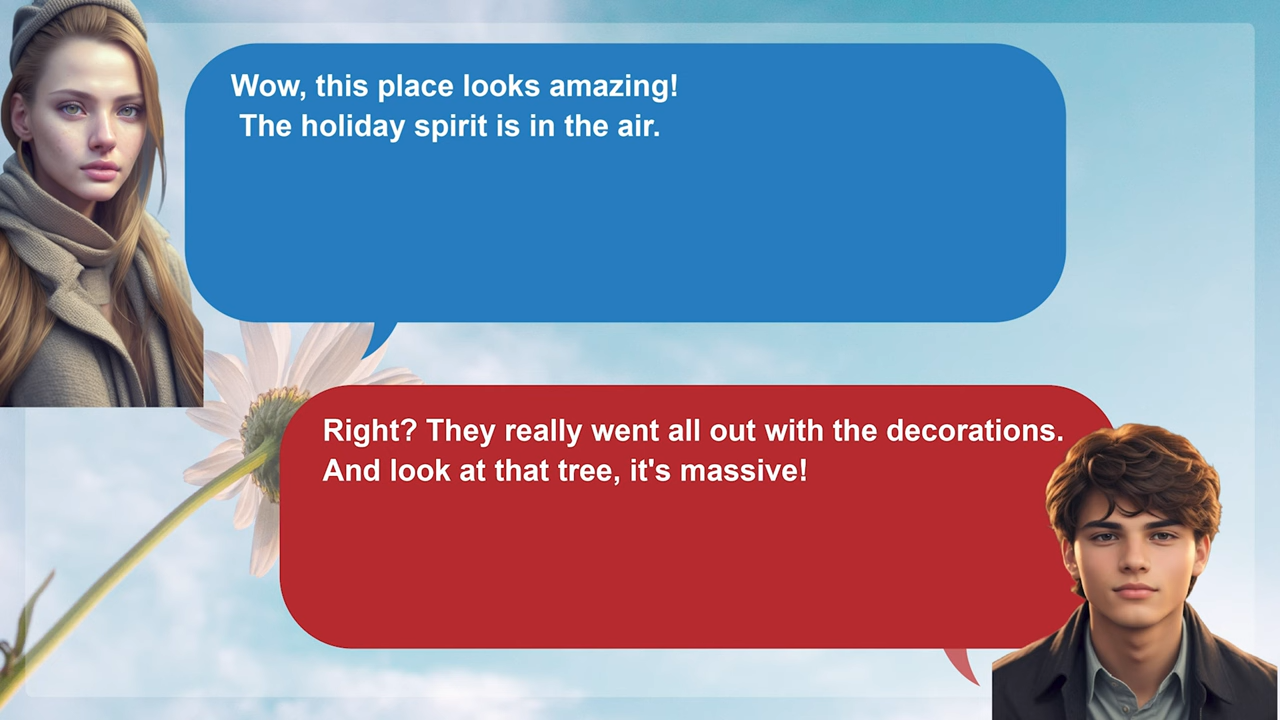 Wow, this place looks amazing!
The holiday spirit is in the air.
Right? They really went all out with the decorations.
And look at that tree, it's massive!